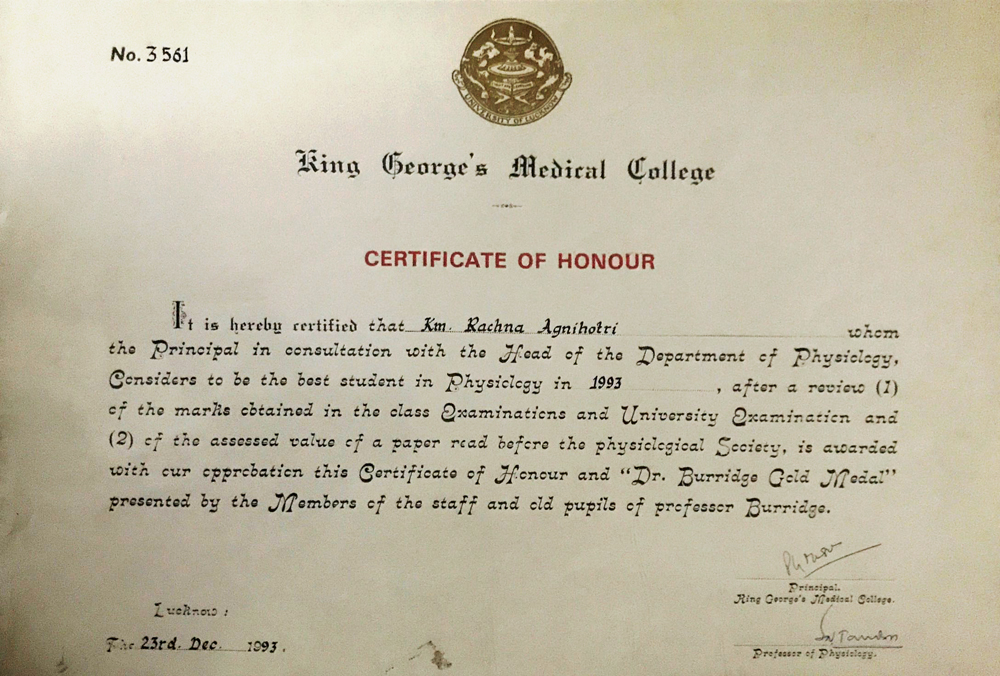 No. 3561
UNIVERSITY OF LUCKNOW
King George's Medical College
CERTIFICATE OF HONOUR
It is hereby certified that Km. Rachna Agnihotri whom
the Principal in consultation with the Head of the Department of Physiology,
Considers to be the best student in Physiology in 1993 , after a review (1)
of the marks obtained in the class Examinations and University Examination and
(2) of the assessed value of a paper read before the physiological Society, is awarded
with our opprobation this Certificate of Honour and "Dr. Burridge Gold Medal"
presented by the Members of the staff and old pupils of professor Burridge.
Principal.
King George's Medical College.
Lucknow :
The 23rd. Dec. 1993.
Tandon
Professor of Physiology.